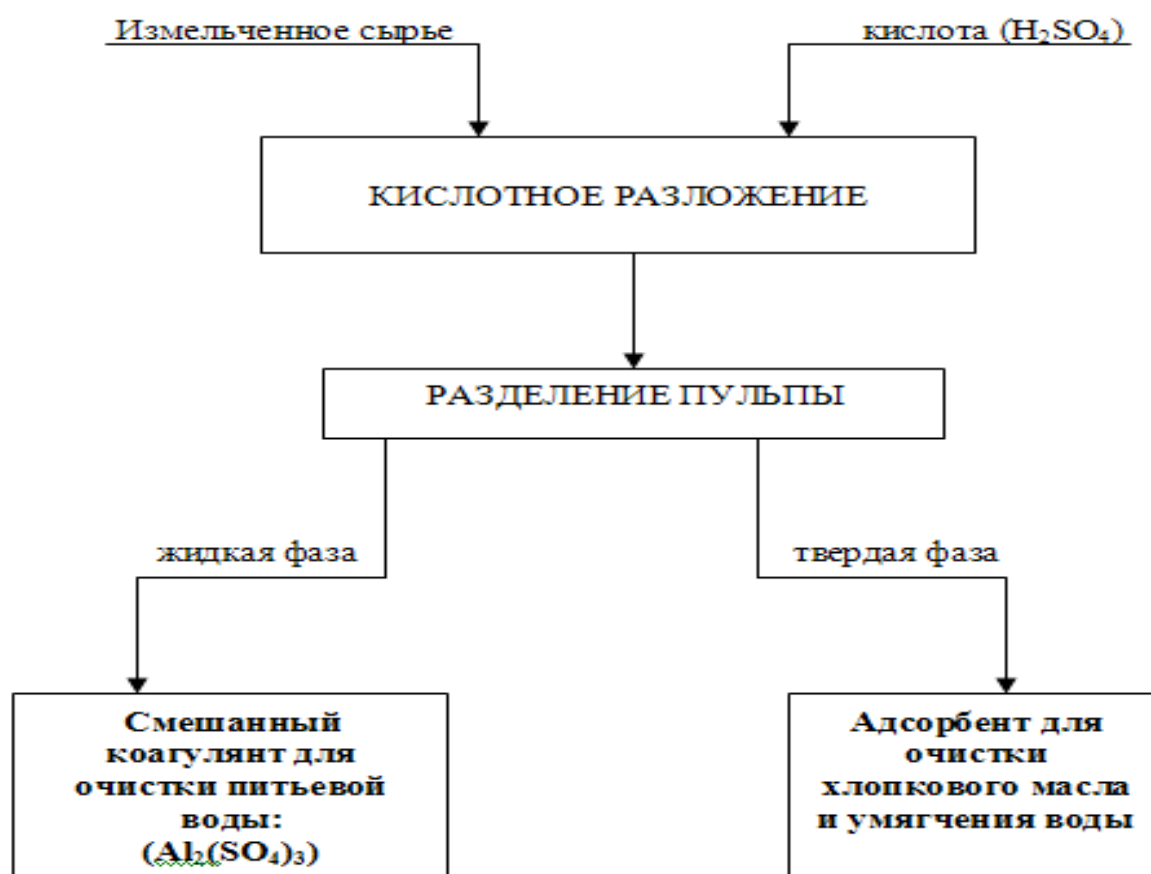 Измельченное сырье
кислота (H₂SO₄)
КИСЛОТНОЕ РАЗЛОЖЕНИЕ
РАЗДЕЛЕНИЕ ПУЛЬПЫ
жидкая фаза
твердая фаза
Смешанный
коагулянт для
очистки питьевой
воды:
(Al₂(SO₄)₃)
Адсорбент для
очистки
хлопкового масла
и умягчения воды